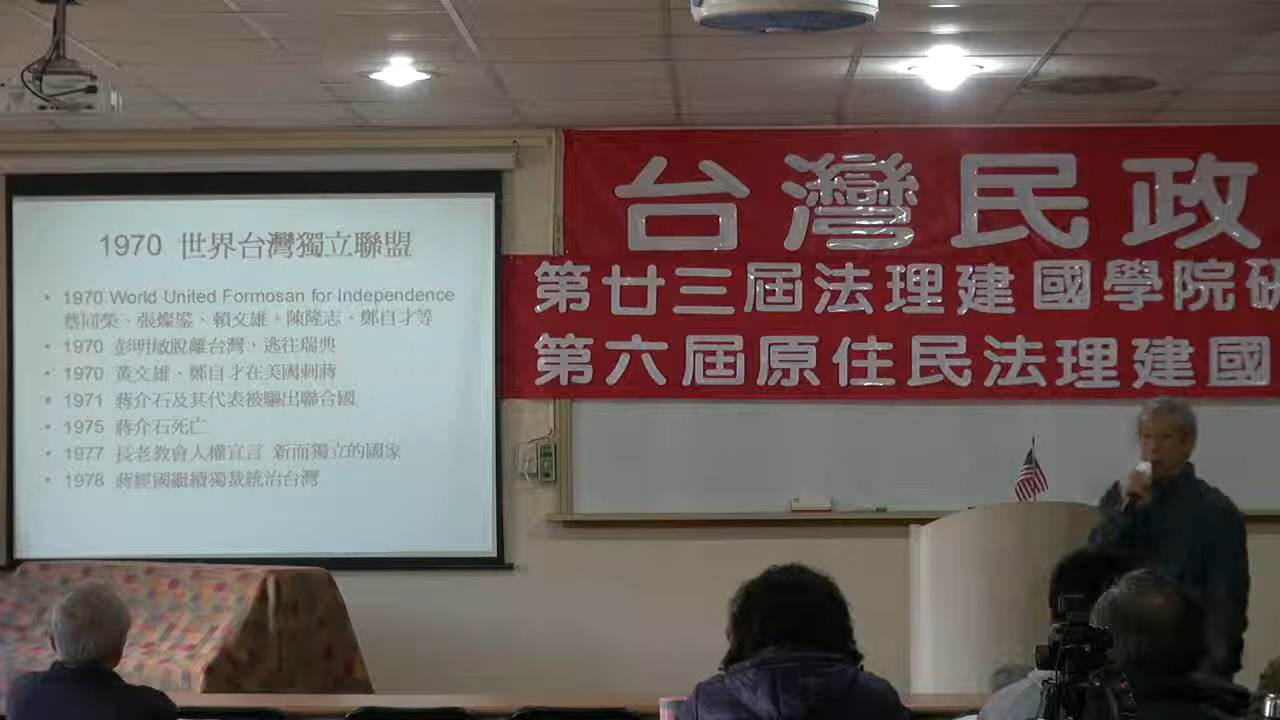 1970 世界台灣獨立聯盟
• 1970 World United Formosan for Independence
蔡同榮、張燦鍙、賴文雄、陳隆志、鄭自才等
• 1970 彭明敏脫離台灣，逃往瑞典
• 1970 黃文雄、鄭自才在美國刺蔣
• 1971 蔣介石及其代表被驅出聯合國
• 1975 蔣介石死亡
• 1977 長老教會人權宣言 新而獨立的國家
• 1978 蔣經國繼續獨裁統治台灣
台灣民政
第廿三屆法理建國學院研
第六屆原住民法理建國